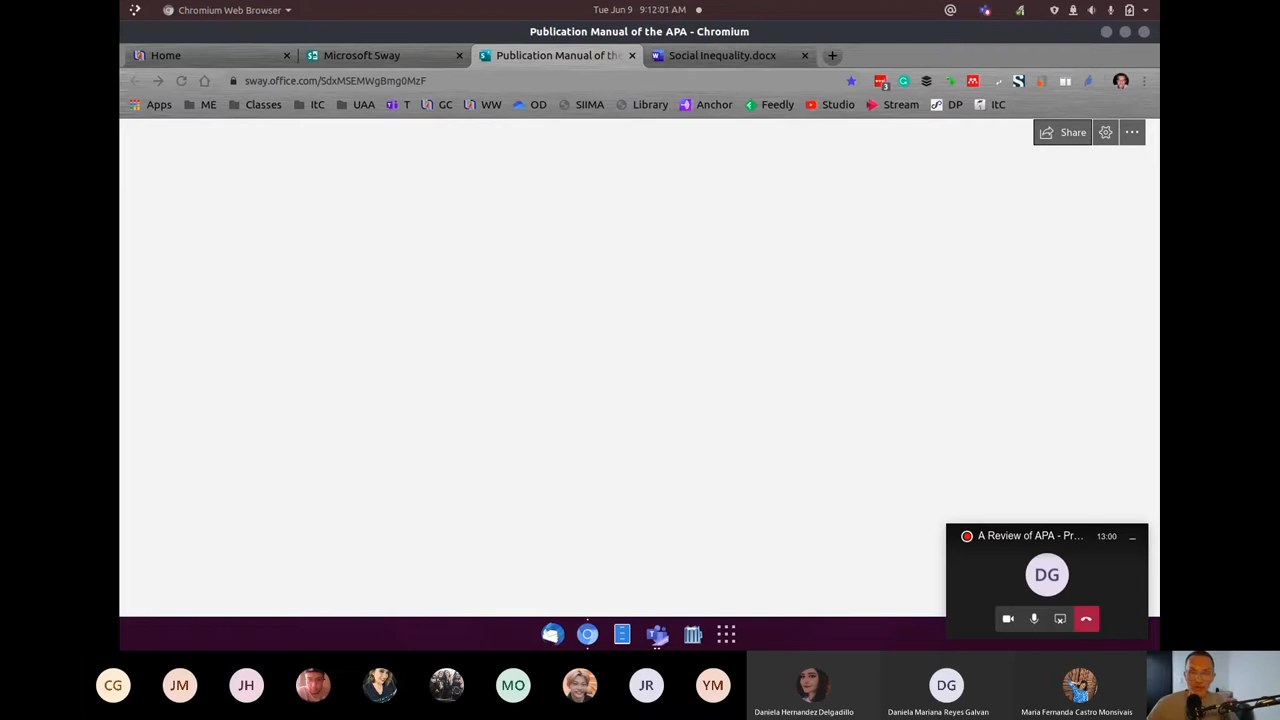 Chromium Web Browser
Tue Jun 9 9:12:01 AM
Publication Manual of the APA - Chromium
Home
Microsoft Sway
Publication Manual of the
Social Inequality.docx
sway.office.com/SdxMSEMWgBmg0MzF
3
Apps ME Classes ItC UAA T GC WW OD SIIMA Library Anchor Feedly Studio Stream DP ItC
Share
A Review of APA - Pr... 13:00
DG
CG JM JH MO JR YM DG
Daniela Hernandez Delgadillo Daniela Mariana Reyes Galvan Maria Fernanda Castro Monsivais